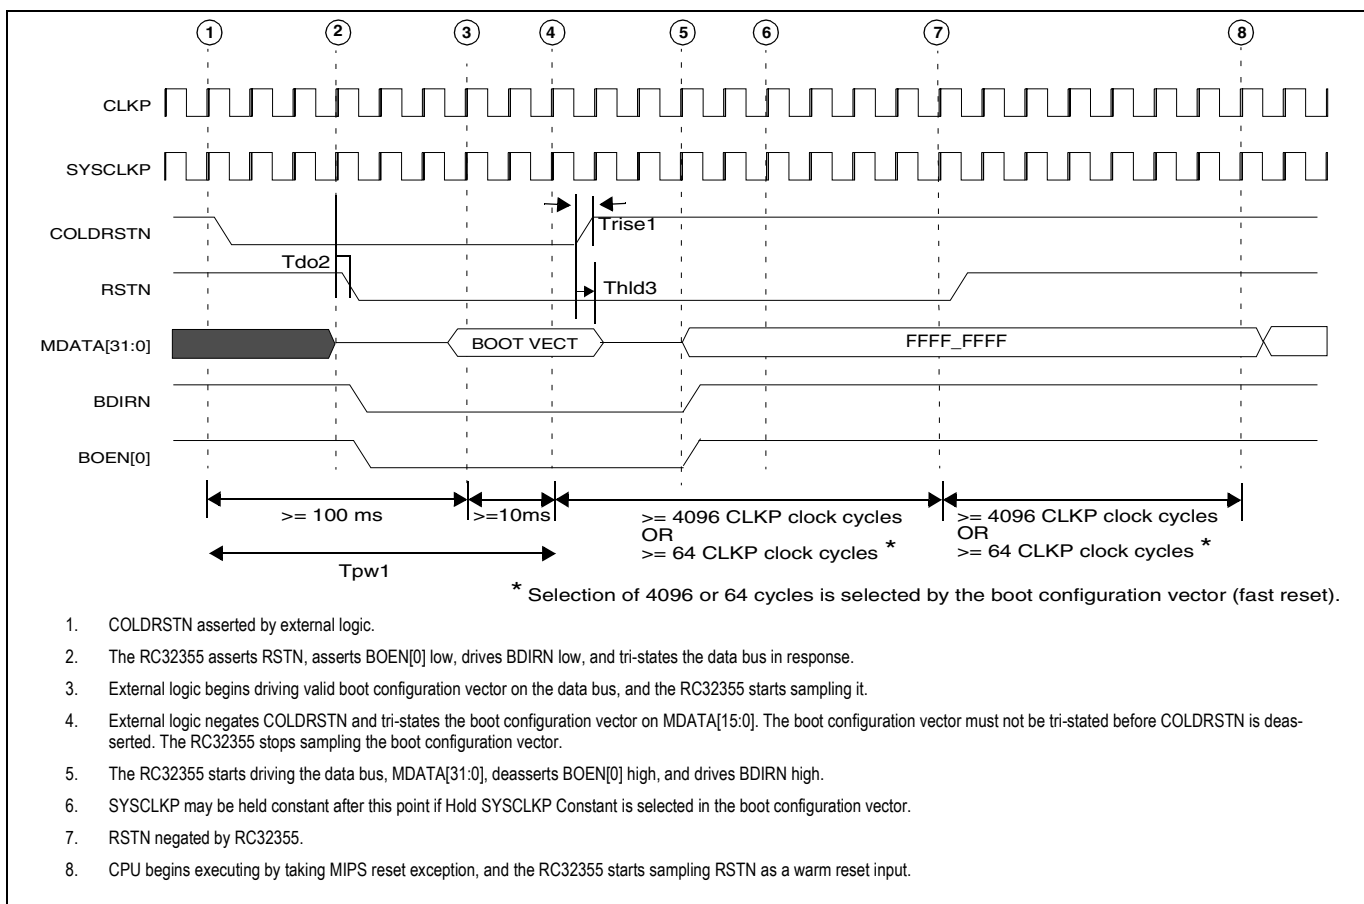 1 2 3 4 5 6 7 8
CLKP
SYSCLKP
COLDRSTN
Trise1
Tdo2
RSTN
Thld3
MDATA[31:0]
BOOT VECT
FFFF_FFFF
BDIRN
BOEN[0]
>= 100 ms
>=10ms
>= 4096 CLKP clock cycles
OR
>= 64 CLKP clock cycles *
>= 4096 CLKP clock cycles
OR
>= 64 CLKP clock cycles *
Tpw1
* Selection of 4096 or 64 cycles is selected by the boot configuration vector (fast reset).
1. COLDRSTN asserted by external logic.
2. The RC32355 asserts RSTN, asserts BOEN[0] low, drives BDIRN low, and tri-states the data bus in response.
3. External logic begins driving valid boot configuration vector on the data bus, and the RC32355 starts sampling it.
4. External logic negates COLDRSTN and tri-states the boot configuration vector on MDATA[15:0]. The boot configuration vector must not be tri-stated before COLDRSTN is deas-
serted. The RC32355 stops sampling the boot configuration vector.
5. The RC32355 starts driving the data bus, MDATA[31:0], deasserts BOEN[0] high, and drives BDIRN high.
6. SYSCLKP may be held constant after this point if Hold SYSCLKP Constant is selected in the boot configuration vector.
7. RSTN negated by RC32355.
8. CPU begins executing by taking MIPS reset exception, and the RC32355 starts sampling RSTN as a warm reset input.